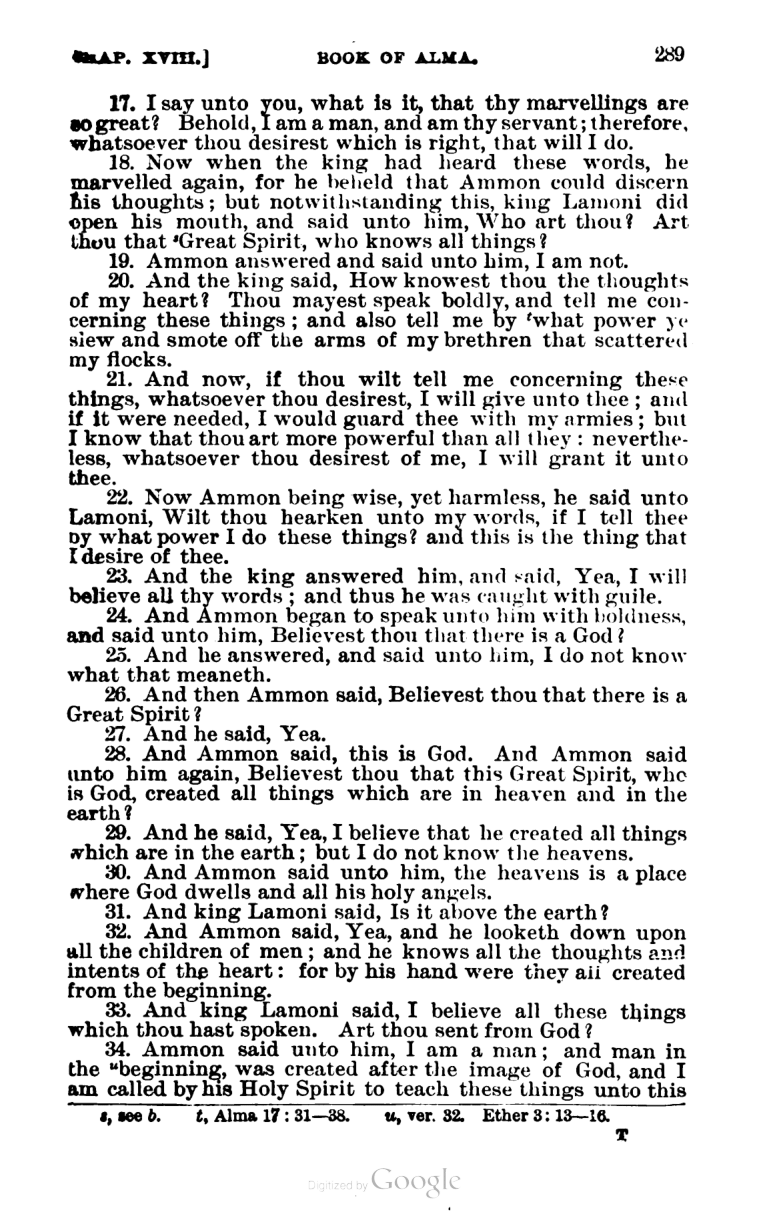 CHAP. XVIII.] BOOK OF ALMA. 289
17. I say unto you, what is it, that thy marvellings are
so great? Behold, I am a man, and am thy servant; therefore,
whatsoever thou desirest which is right, that will I do.
18. Now when the king had heard these words, he
marvelled again, for he beheld that Ammon could discern
his thoughts; but notwithstanding this, king Lamoni did
open his mouth, and said unto him, Who art thou? Art
thou that ˢGreat Spirit, who knows all things?
19. Ammon answered and said unto him, I am not.
20. And the king said, How knowest thou the thoughts
of my heart? Thou mayest speak boldly, and tell me con-
cerning these things; and also tell me by ᵗwhat power ye
slew and smote off the arms of my brethren that scattered
my flocks.
21. And now, if thou wilt tell me concerning these
things, whatsoever thou desirest, I will give unto thee; and
if it were needed, I would guard thee with my armies; but
I know that thou art more powerful than all they: neverthe-
less, whatsoever thou desirest of me, I will grant it unto
thee.
22. Now Ammon being wise, yet harmless, he said unto
Lamoni, Wilt thou hearken unto my words, if I tell thee
by what power I do these things? and this is the thing that
I desire of thee.
23. And the king answered him, and said, Yea, I will
believe all thy words; and thus he was caught with guile.
24. And Ammon began to speak unto him with boldness,
and said unto him, Believest thou that there is a God?
25. And he answered, and said unto him, I do not know
what that meaneth.
26. And then Ammon said, Believest thou that there is a
Great Spirit?
27. And he said, Yea.
28. And Ammon said, this is God. And Ammon said
unto him again, Believest thou that this Great Spirit, who
is God, created all things which are in heaven and in the
earth?
29. And he said, Yea, I believe that he created all things
which are in the earth; but I do not know the heavens.
30. And Ammon said unto him, the heavens is a place
where God dwells and all his holy angels.
31. And king Lamoni said, Is it above the earth?
32. And Ammon said, Yea, and he looketh down upon
all the children of men; and he knows all the thoughts and
intents of the heart: for by his hand were they all created
from the beginning.
33. And king Lamoni said, I believe all these things
which thou hast spoken. Art thou sent from God?
34. Ammon said unto him, I am a man; and man in
the ᵘbeginning, was created after the image of God, and I
am called by his Holy Spirit to teach these things unto this
s, see b. t, Alma 17: 31—38. u, ver. 32. Ether 3: 13—16.
T
Digitized by Google